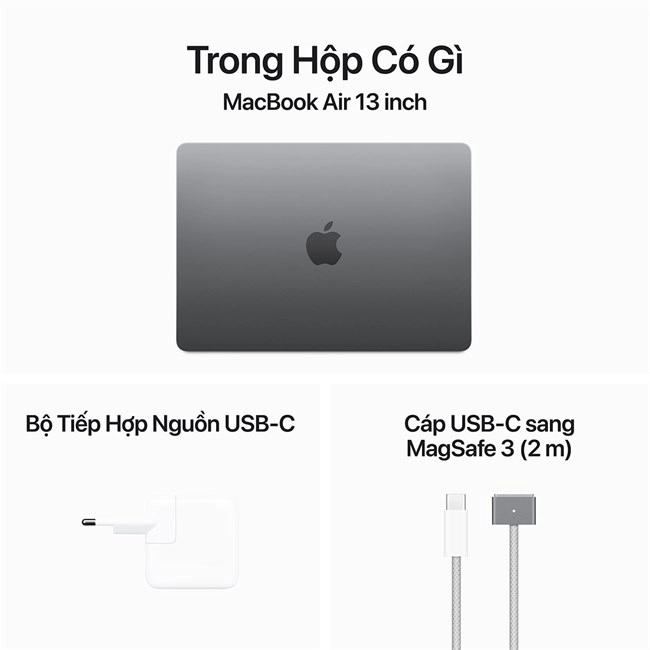 Trong Hộp Có Gì
MacBook Air 13 inch
Bộ Tiếp Hợp Nguồn USB-C
Cáp USB-C sang
MagSafe 3 (2 m)